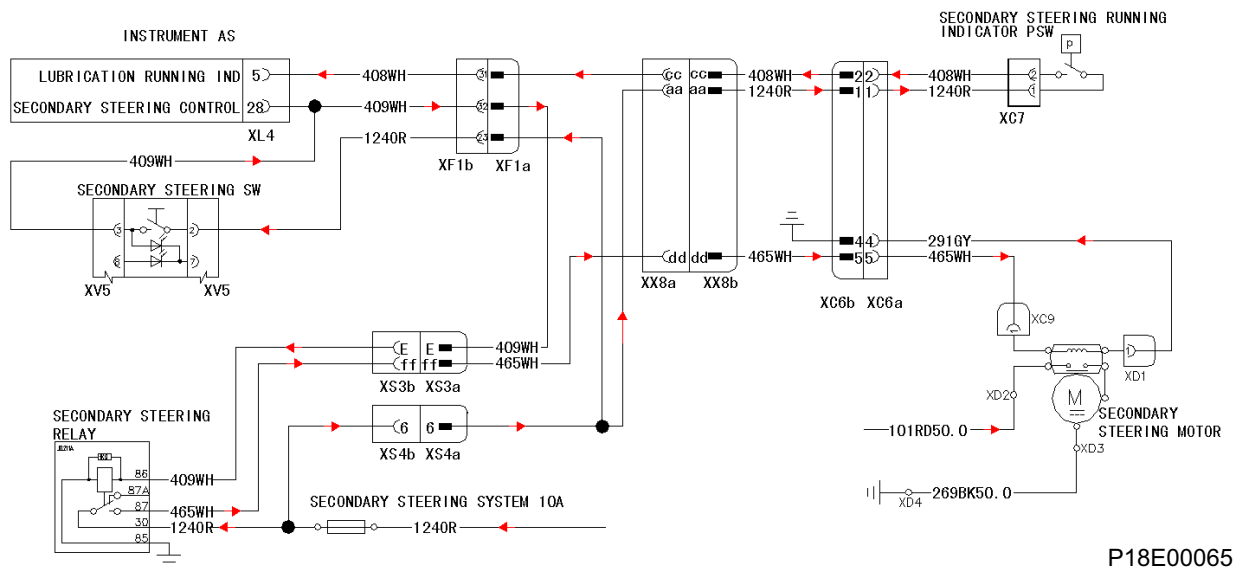 SECONDARY STEERING RUNNING
INDICATOR PSW
INSTRUMENT AS
p
LUBRICATION RUNNING IND 5
408WH 31 cc cc 408WH 22 408WH 2
aa aa 1240R 11 1240R 1
SECONDARY STEERING CONTROL 28
409WH 32
XC7
XL4
1240R 23
409WH
XF1b XF1a
SECONDARY STEERING SW
3 2
44 291GY
dd dd 465WH 55 465WH
7
XV5 XV5
XX8a XX8b
XC6b XC6a
XC9
E E 409WH
ff ff 465WH
XD1
1
XS3b XS3a
XD2
M
SECONDARY STEERING
RELAY
SECONDARY
STEERING MOTOR
6 6
101RD50.0
XD3
XS4b XS4a
86 409WH
87A
SECONDARY STEERING SYSTEM 10A
87 465WH
30 1240R 1240R
85
269BK50.0
XD4
P18E00065